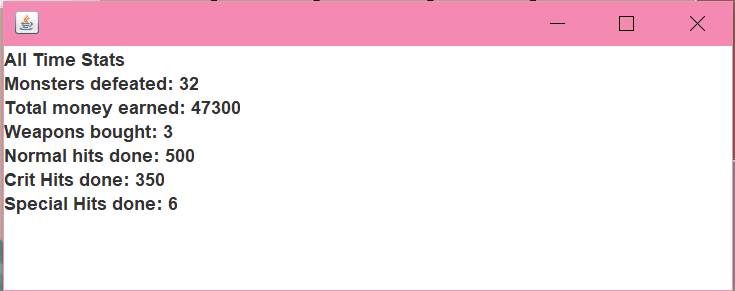 All Time Stats
Monsters defeated: 32
Total money earned: 47300
Weapons bought: 3
Normal hits done: 500
Crit Hits done: 350
Special Hits done: 6